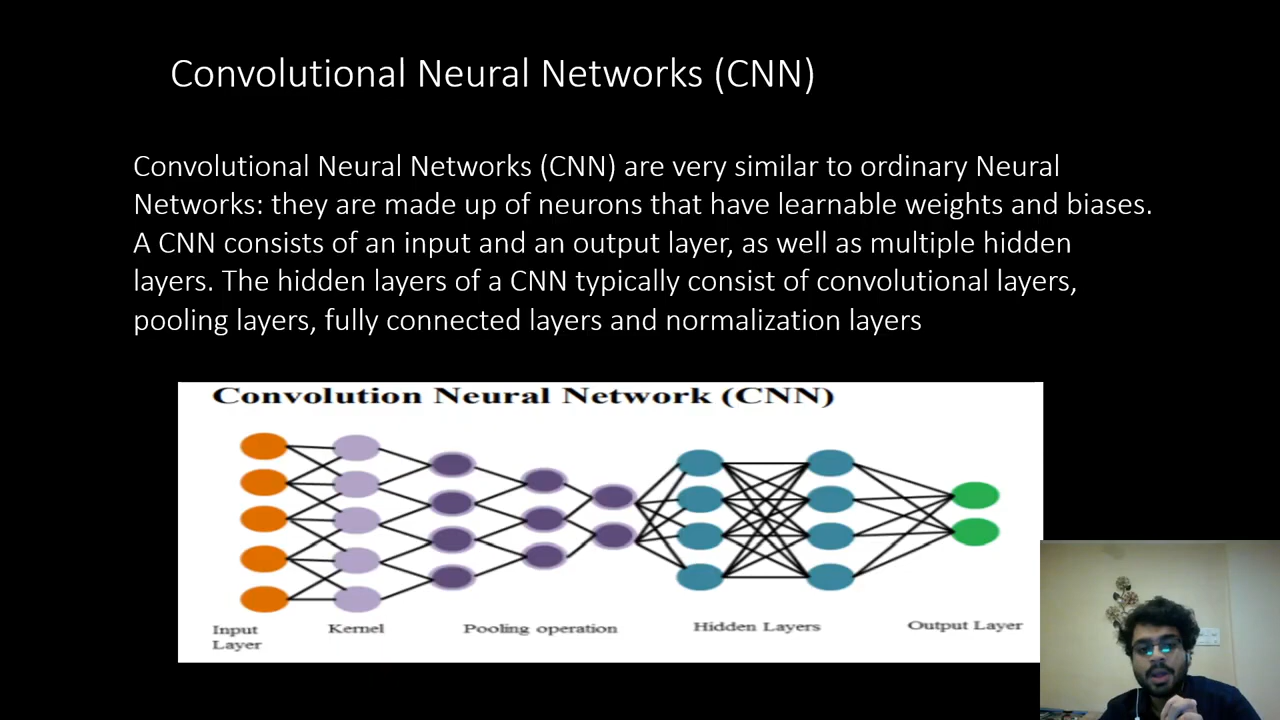 Convolutional Neural Networks (CNN)
Convolutional Neural Networks (CNN) are very similar to ordinary Neural
Networks: they are made up of neurons that have learnable weights and biases.
A CNN consists of an input and an output layer, as well as multiple hidden
layers. The hidden layers of a CNN typically consist of convolutional layers,
pooling layers, fully connected layers and normalization layers
Convolution Neural Network (CNN)
Input
Layer
Kernel
Pooling operation
Hidden Layers
Output Layer